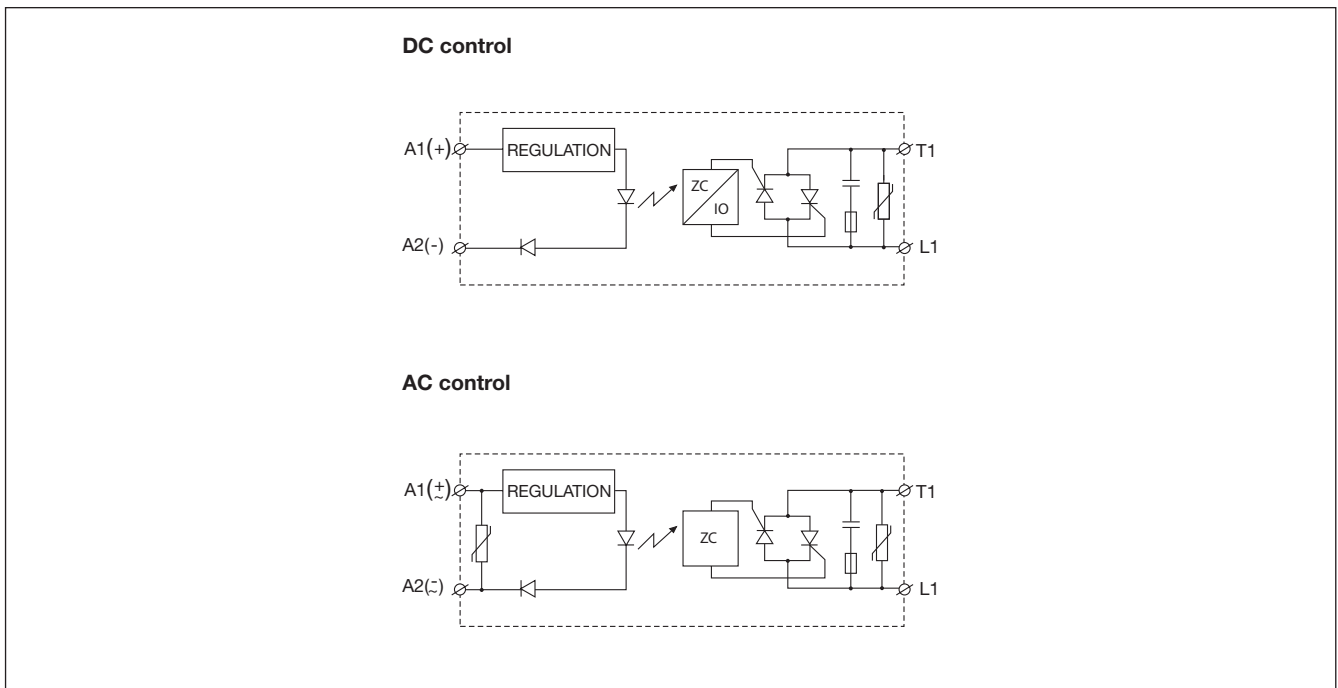 DC control
A1(+)
REGULATION
ZC
IO
T1
A2(-)
L1
AC control
A1(±~)
REGULATION
ZC
T1
A2(-~)
L1